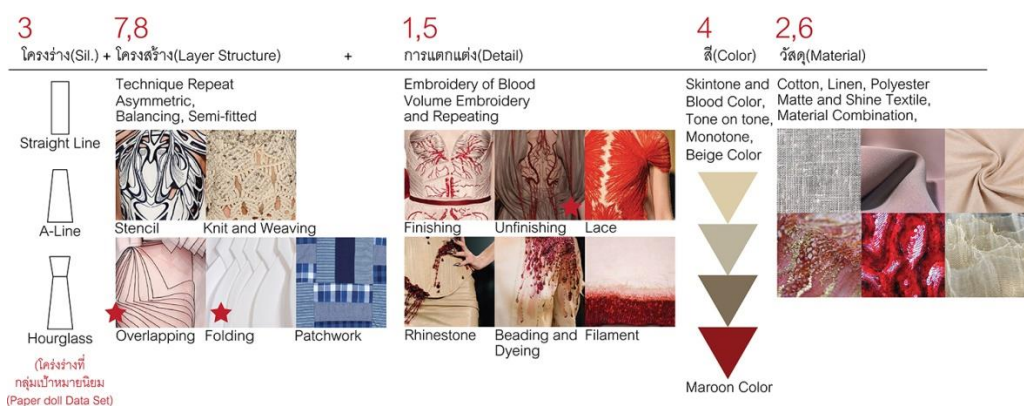 3
7,8
1,5
4
2,6
โครงร่าง(Sil.) + โครงสร้าง(Layer Structure) + การแตกแต่ง(Detail) สี(Color) วัสดุ(Material)
Straight Line
A-Line
Hourglass
(โคร่งร่างที่
กลุ่มเป้าหมายนิยม
(Paper doll Data Set)
Technique Repeat
Asymmetric,
Balancing, Semi-fitted
Stencil
Knit and Weaving
Overlapping
Folding
Patchwork
Embroidery of Blood
Volume Embroidery
and Repeating
Finishing
Unfinishing
Lace
Rhinestone
Beading and
Dyeing
Filament
Skintone and
Blood Color,
Tone on tone,
Monotone,
Beige Color
Maroon Color
Cotton, Linen, Polyester
Matte and Shine Textile,
Material Combination,